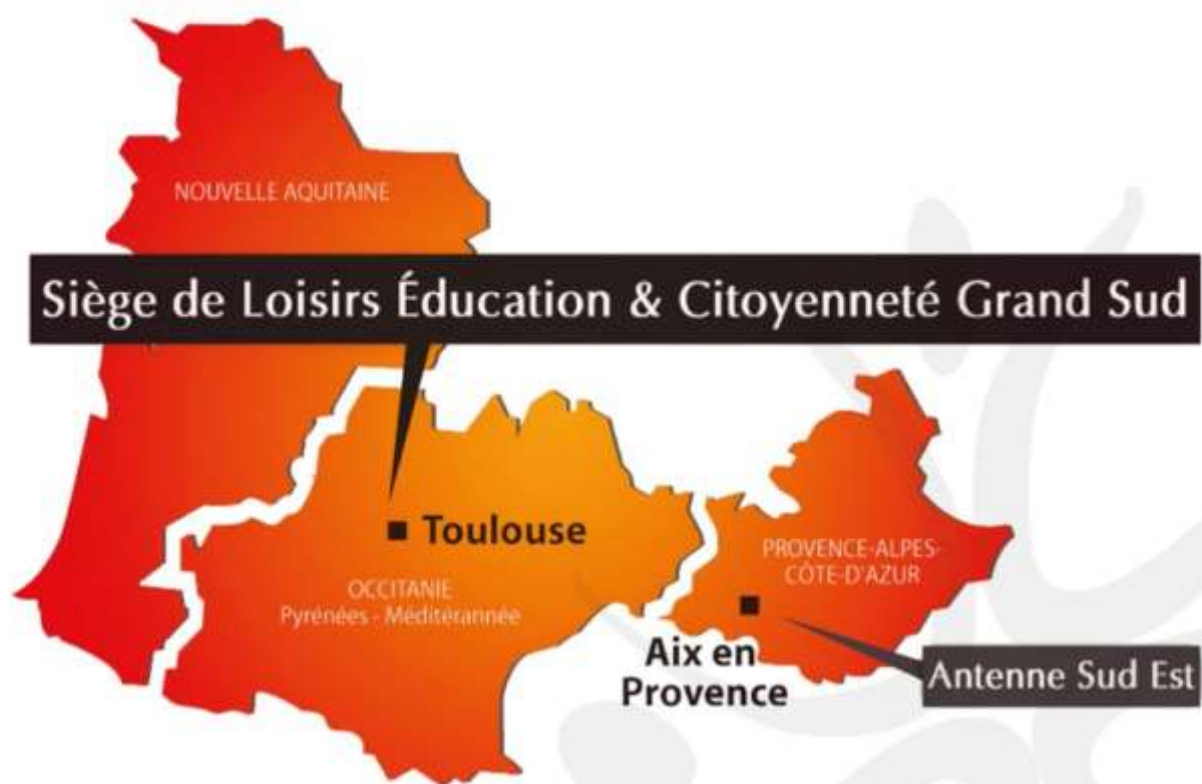 NOUVELLE AQUITAINE
Siège de Loisirs Éducation & Citoyenneté Grand Sud
Toulouse
OCCITANIE
Pyrénées - Méditérannée
PROVENCE-ALPES-
CÔTE-D'AZUR
Aix en
Provence
Antenne Sud Est